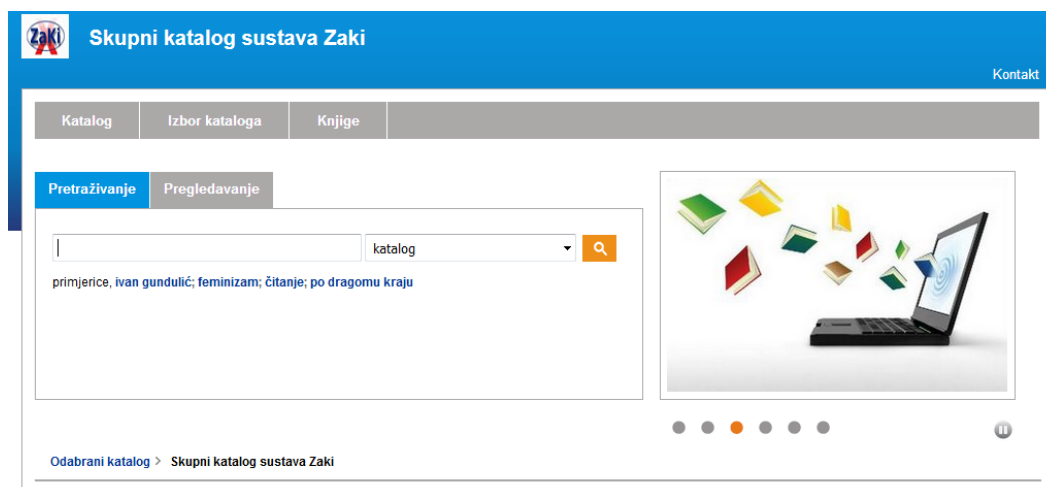 ZaKi
Skupni katalog sustava Zaki
Kontakt
Katalog Izbor kataloga Knjige
Pretraživanje Pregledavanje
katalog
primjerice, ivan gundulić; feminizam; čitanje; po dragomu kraju
Odabrani katalog > Skupni katalog sustava Zaki